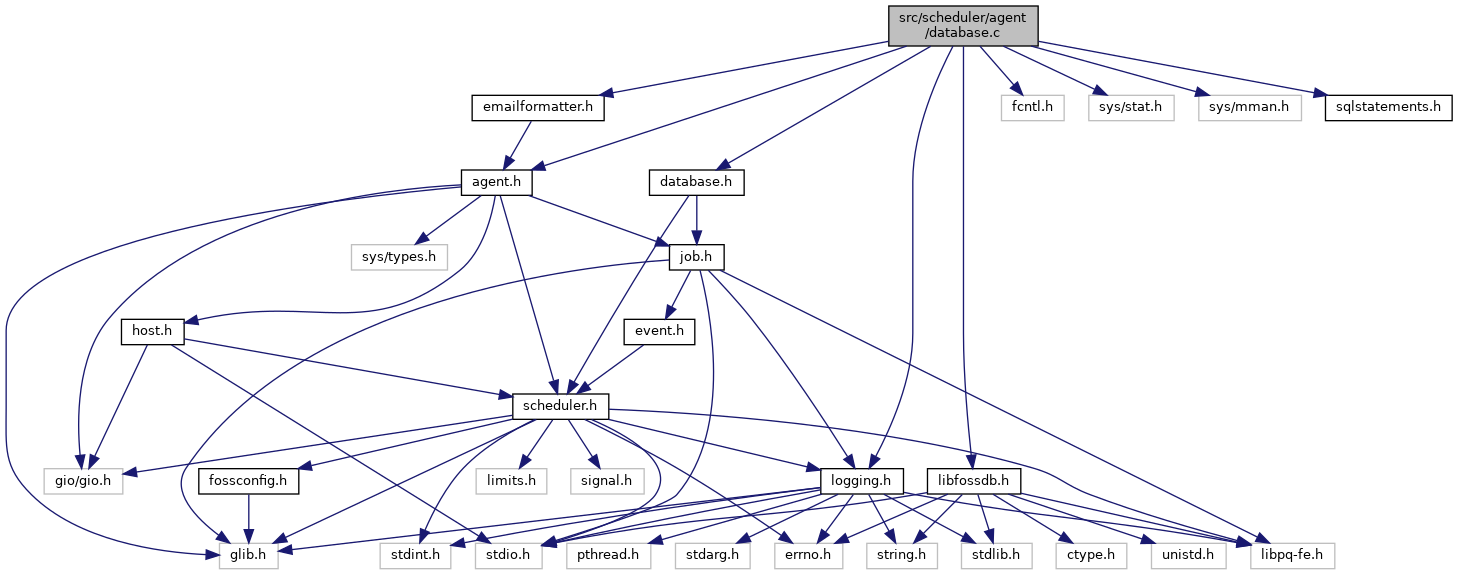 src/scheduler/agent
/database.c
emailformatter.h
fcntl.h
sys/stat.h
sys/mman.h
sqlstatements.h
agent.h
database.h
sys/types.h
job.h
host.h
event.h
scheduler.h
gio/gio.h
fossconfig.h
limits.h
signal.h
logging.h
libfossdb.h
glib.h
stdint.h
stdio.h
pthread.h
stdarg.h
errno.h
string.h
stdlib.h
ctype.h
unistd.h
libpq-fe.h